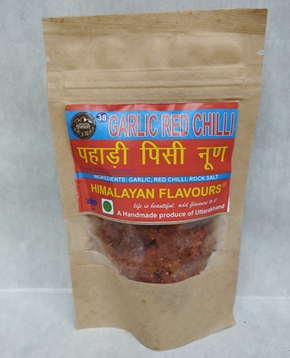 38 GARLIC RED CHILLI
पहाड़ी पिसी नूण
INGREDIENTS: GARLIC, RED CHILLI, ROCK SALT
HIMALAYAN FLAVOURS®
life is beautiful, add flavours to it
A Handmade produce of Uttarakhand